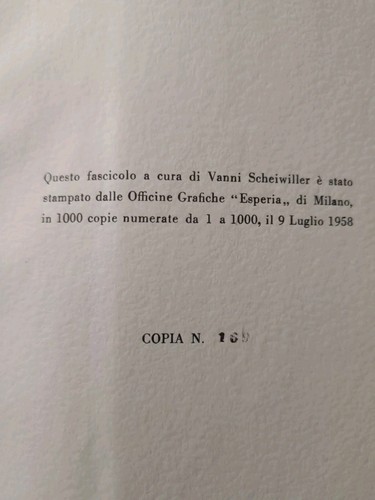 Questo fascicolo a cura di Vanni Scheiwiller è stato
stampato dalle Officine Grafiche “Esperia„ di Milano,
in 1000 copie numerate da 1 a 1000, il 9 Luglio 1958
COPIA N. 169